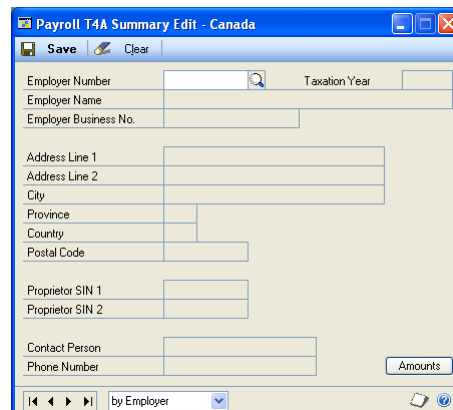 Payroll T4A Summary Edit - Canada
Save Clear
Employer Number Taxation Year
Employer Name
Employer Business No.
Address Line 1
Address Line 2
City
Province
Country
Postal Code
Proprietor SIN 1
Proprietor SIN 2
Contact Person
Phone Number Amounts
by Employer